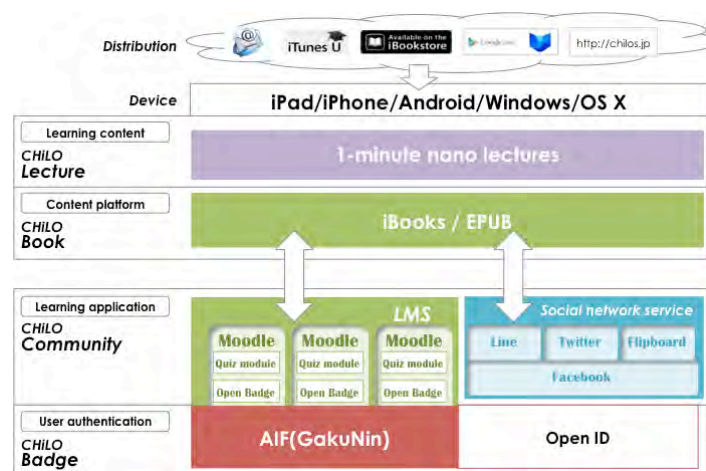 Distribution
iTunes U
Available on the
iBookstore
http://chilos.jp
Device
iPad/iPhone/Android/Windows/OS X
Learning content
CHiLO
Lecture
1-minute nano lectures
Content platform
CHiLO
Book
iBooks / EPUB
Learning application
CHiLO
Community
LMS
Moodle
Quiz module
Open Badge
Moodle
Quiz module
Open Badge
Moodle
Quiz module
Open Badge
Social network service
Line
Twitter
Flipboard
Facebook
User authentication
CHiLO
Badge
AIF(GakuNin)
Open ID